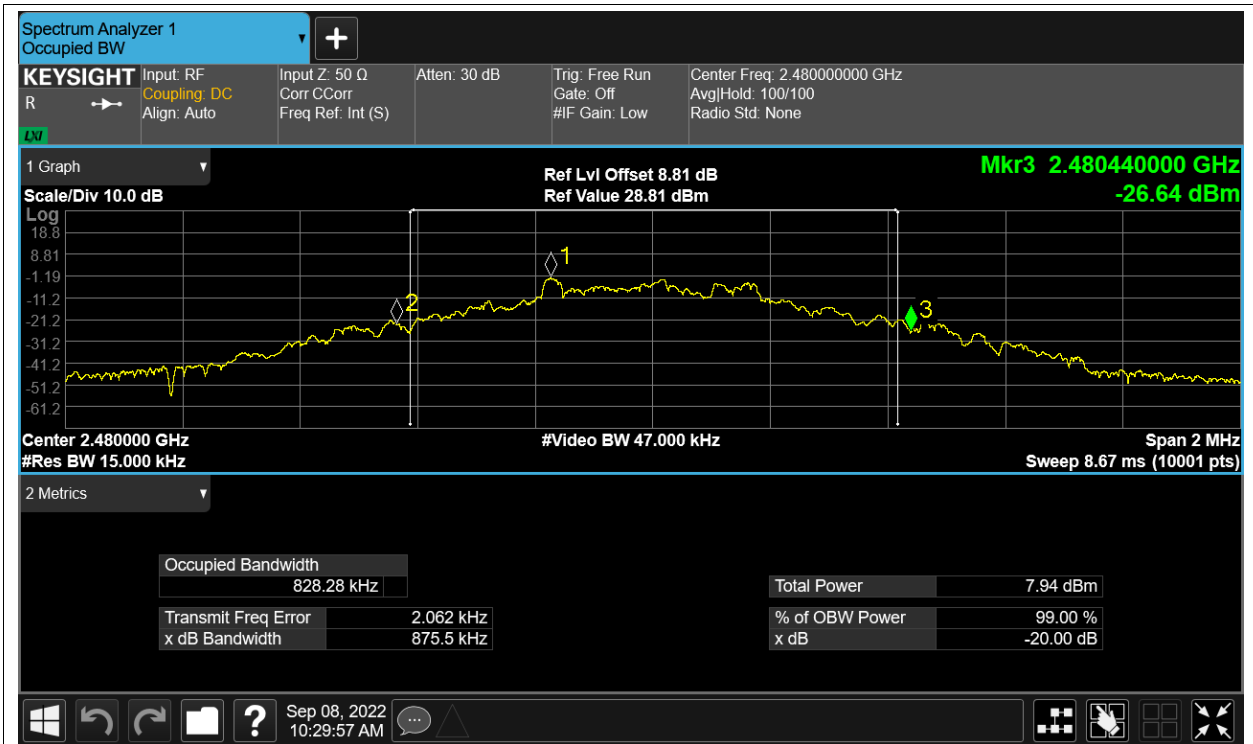 Spectrum Analyzer 1
Occupied BW
KEYSIGHT
R
LXI
Input: RF
Coupling: DC
Align: Auto
Input Z: 50 Ω
Corr CCorr
Freq Ref: Int (S)
Atten: 30 dB
Trig: Free Run
Gate: Off
#IF Gain: Low
Center Freq: 2.480000000 GHz
Avg|Hold: 100/100
Radio Std: None
1 Graph
Scale/Div 10.0 dB
Ref Lvl Offset 8.81 dB
Ref Value 28.81 dBm
Mkr3 2.480440000 GHz
-26.64 dBm
Log
18.8
8.81
-1.19
-11.2
-21.2
-31.2
-41.2
-51.2
-61.2
1
2
3
Center 2.480000 GHz
#Res BW 15.000 kHz
#Video BW 47.000 kHz
Span 2 MHz
Sweep 8.67 ms (10001 pts)
2 Metrics
Occupied Bandwidth
828.28 kHz
Transmit Freq Error 2.062 kHz
x dB Bandwidth 875.5 kHz
Total Power 7.94 dBm
% of OBW Power 99.00 %
x dB -20.00 dB
?
Sep 08, 2022
10:29:57 AM